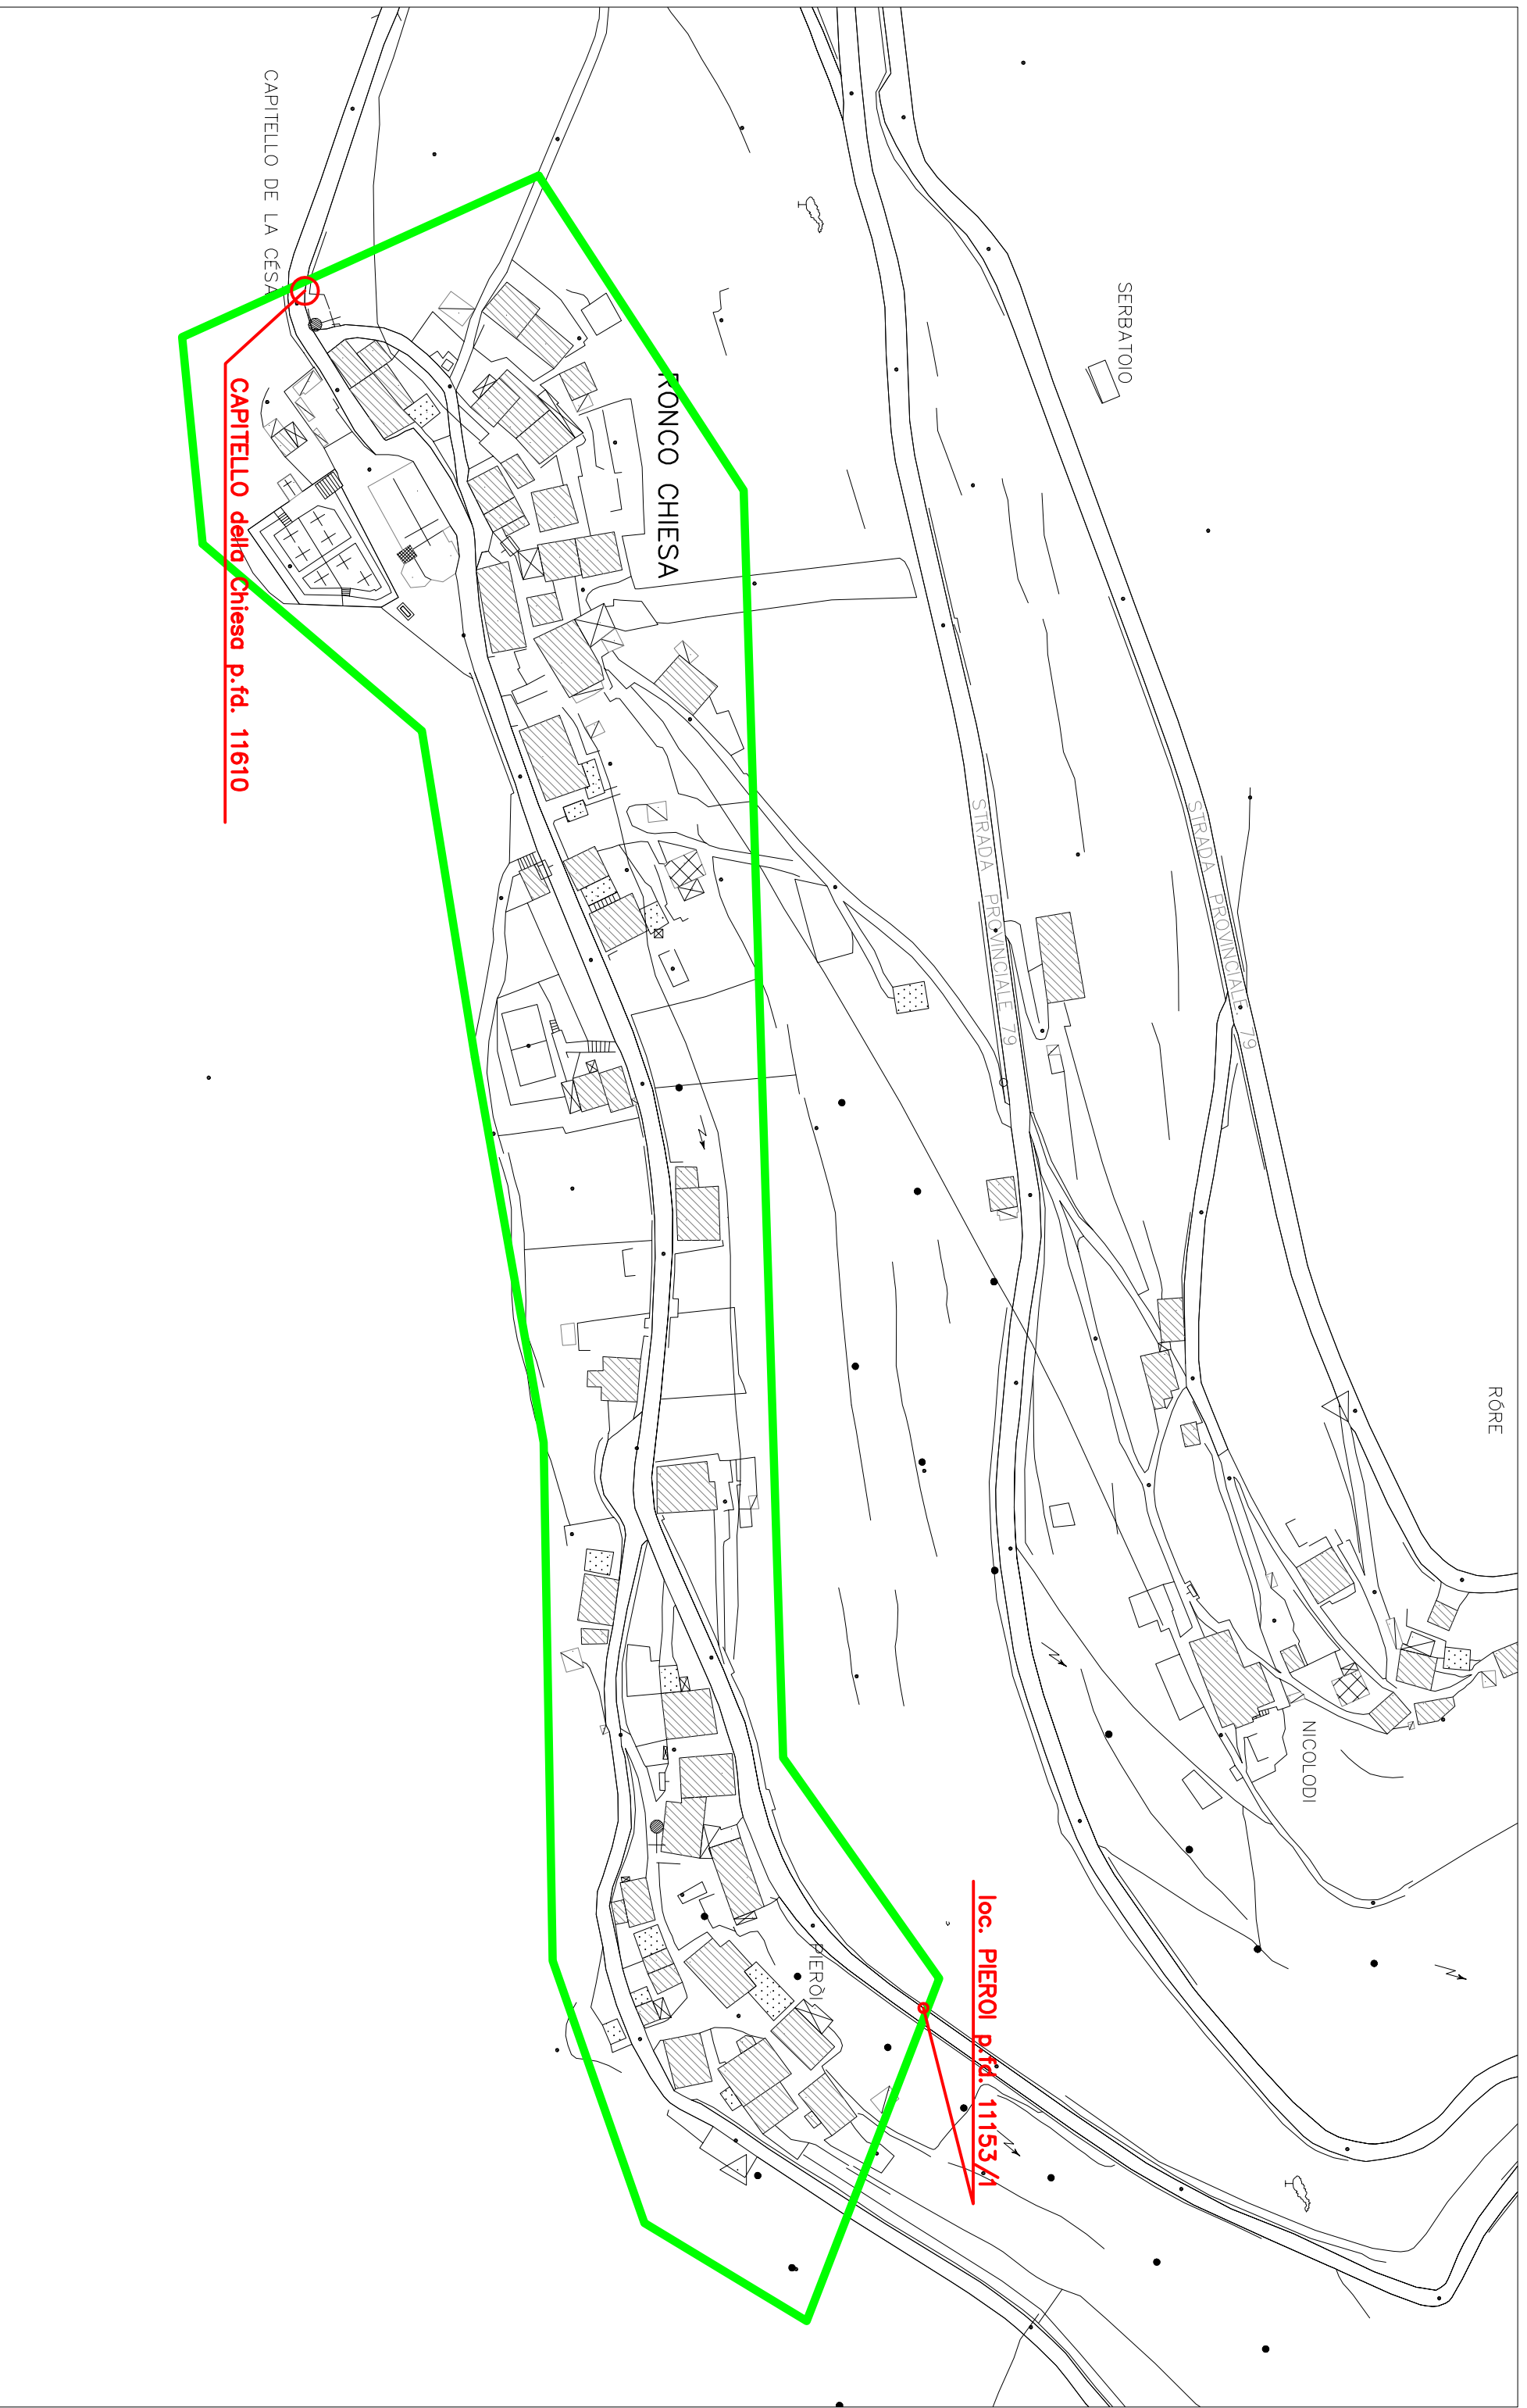 RÓRE
SERBATOIO
STRADA PROVINCIALE 79
NICOLODI
STRADA PROVINCIALE 79
loc. PIEROI p.fd. 11153/1
PIERÒI
RONCO CHIESA
CAPITELLO DE LA CÉSA
CAPITELLO della Chiesa p.fd. 11610